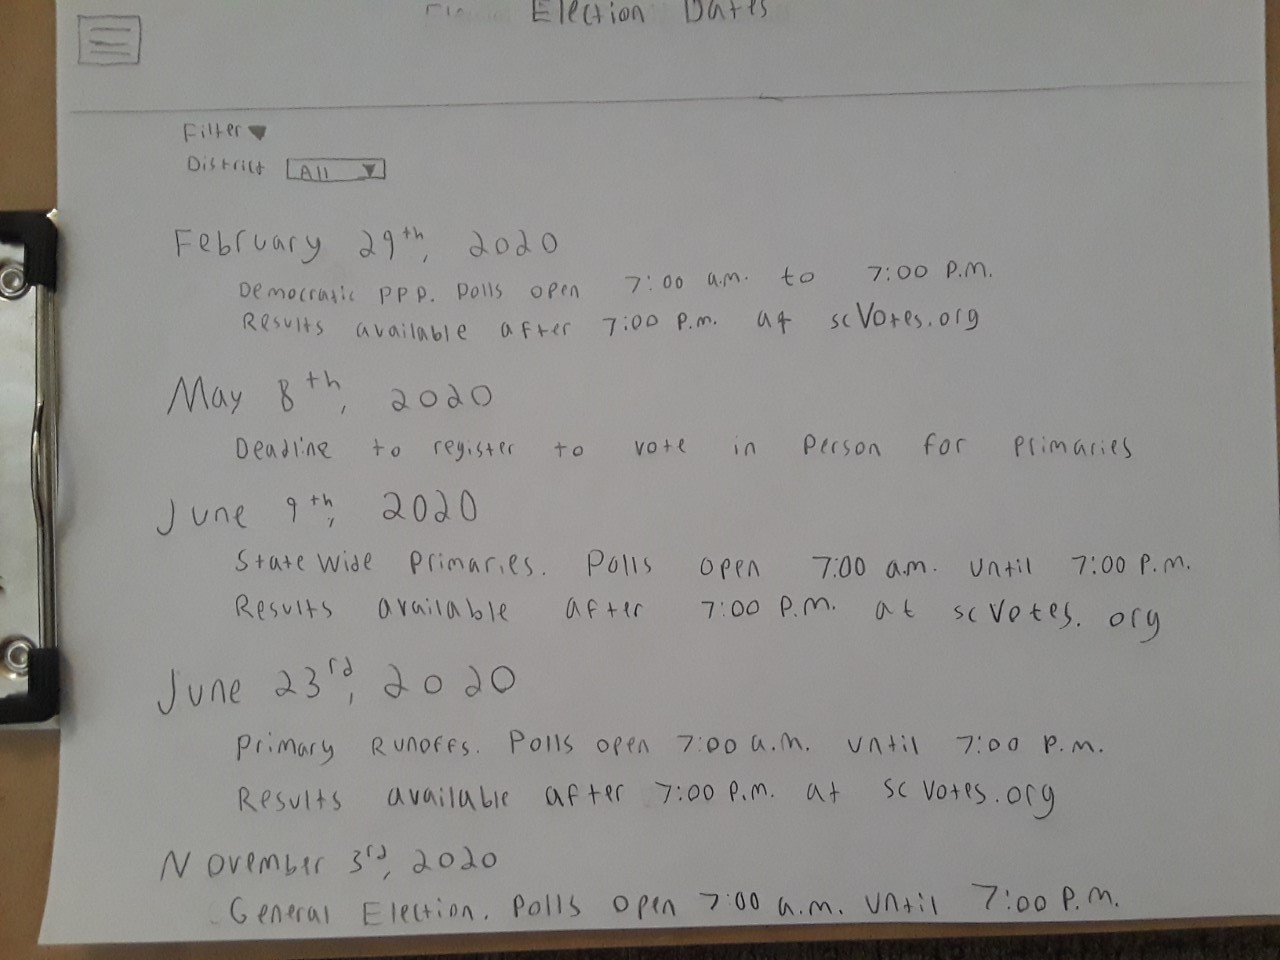 Election Dates
Filter
District All
February 29th, 2020
Democratic PPP. Polls open 7:00 a.m. to 7:00 P.M.
Results available after 7:00 P.M. at scVotes.org
May 8th, 2020
Deadline to register to vote in Person for Primaries
June 9th, 2020
State Wide Primaries. Polls open 7:00 a.m. until 7:00 P.M.
Results available after 7:00 P.M. at scVotes.org
June 23rd, 2020
Primary Runoffs. Polls open 7:00 a.m. until 7:00 P.M.
Results available after 7:00 P.M. at scVotes.org
November 3rd, 2020
General Election. Polls open 7:00 a.m. until 7:00 P.M.